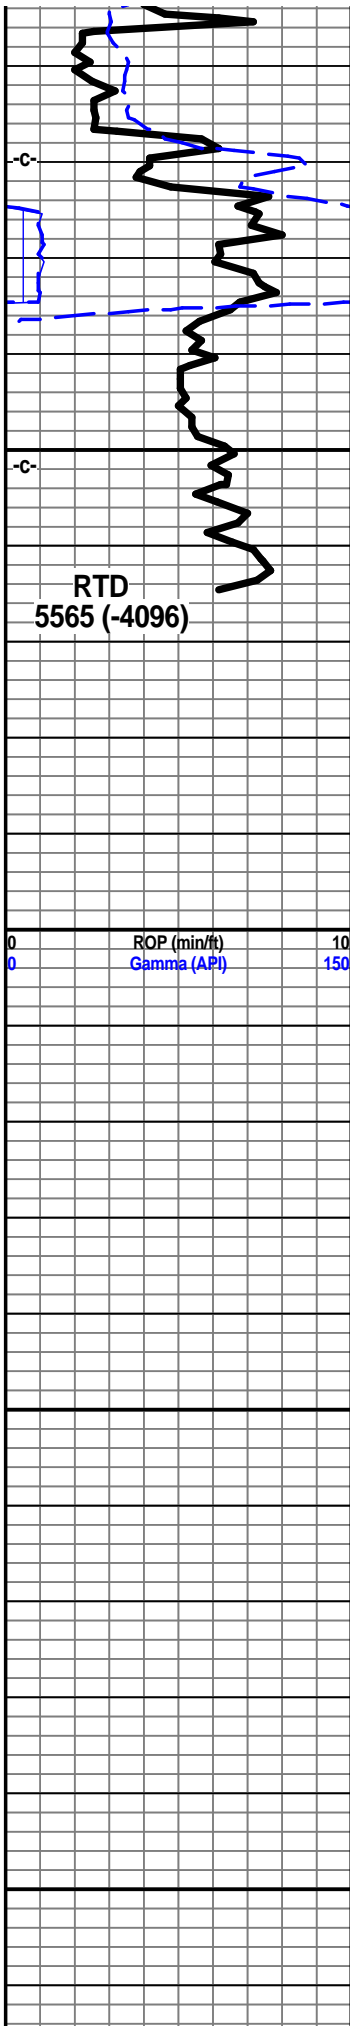 -c-
-c-
RTD
5565 (-4096)
0 ROP (min/ft) 10
0 Gamma (API) 150